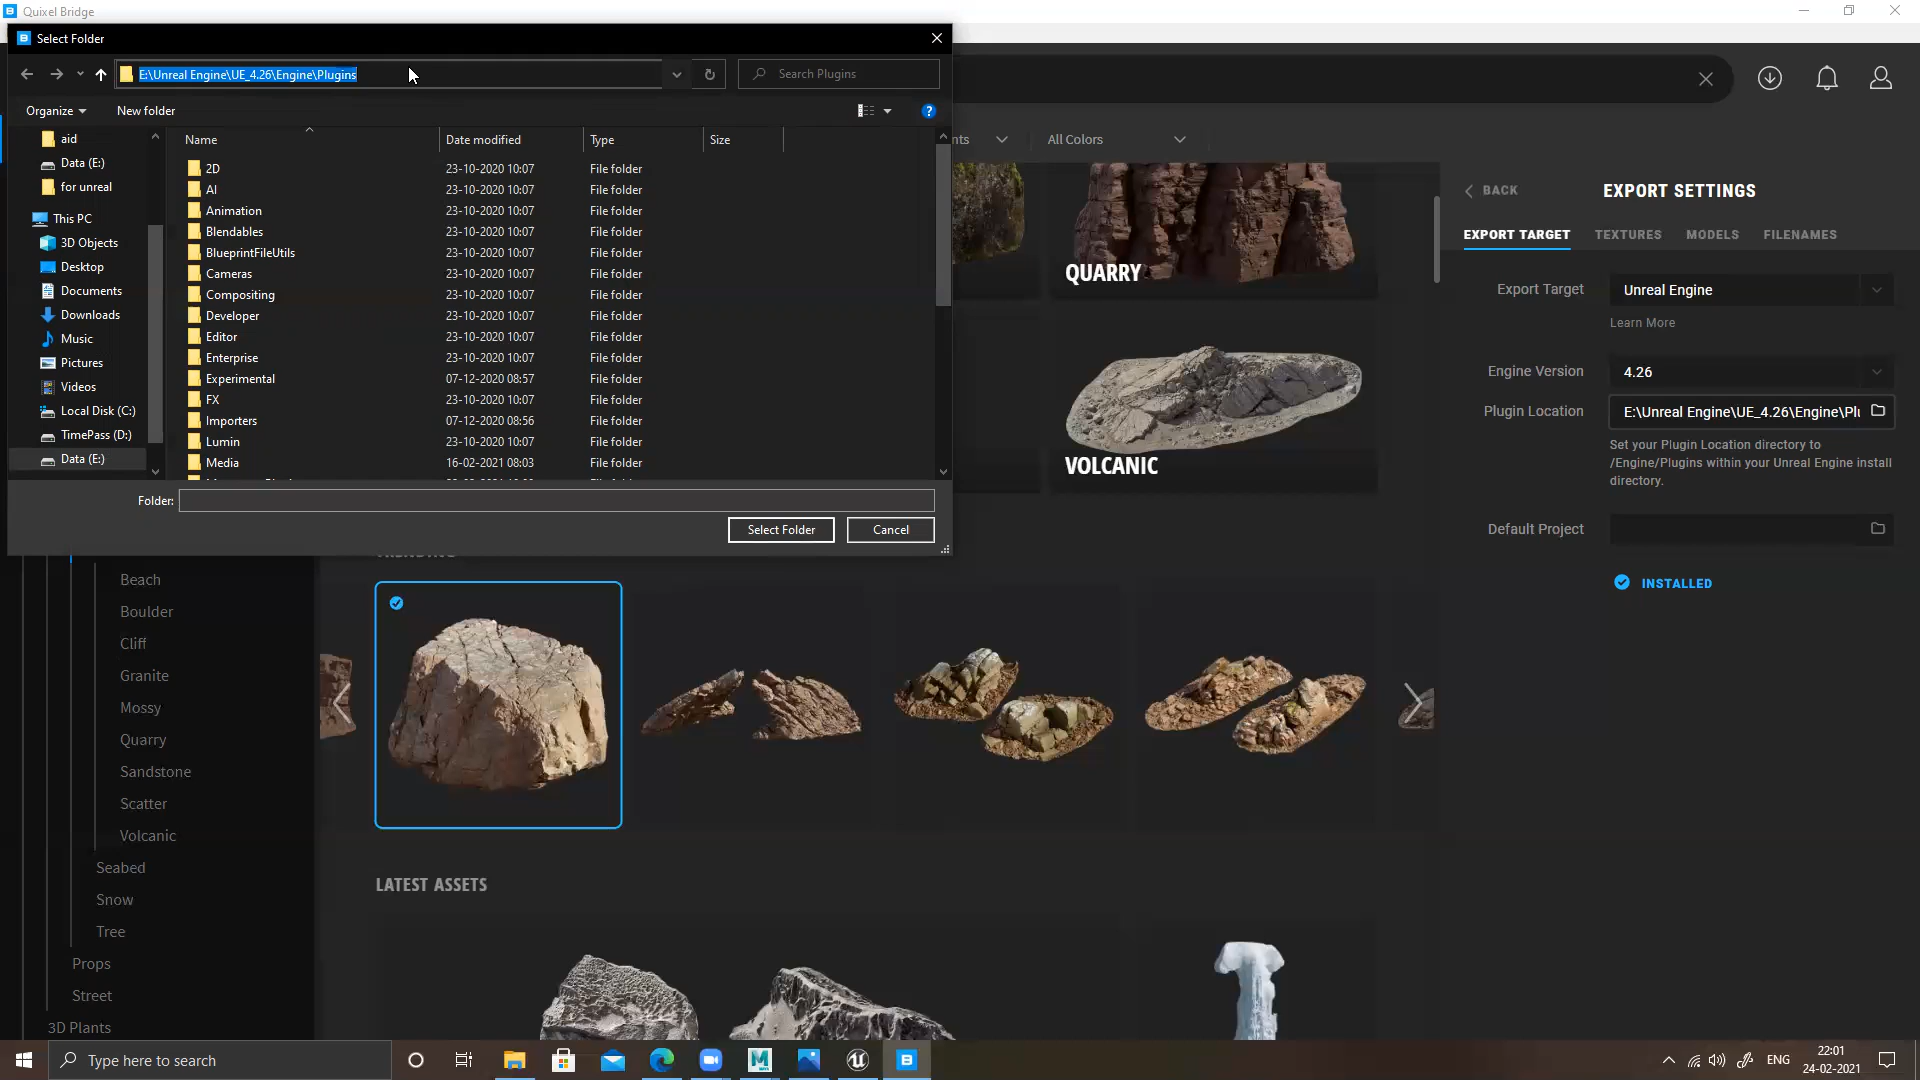 Quixel Bridge
Select Folder
E:\Unreal Engine\UE_4.26\Engine\Plugins
Search Plugins
Organize
New folder
aid
Data (E:)
for unreal
This PC
3D Objects
Desktop
Documents
Downloads
Music
Pictures
Videos
Local Disk (C:)
TimePass (D:)
Data (E:)
Name Date modified Type Size
2D 23-10-2020 10:07 File folder
AI 23-10-2020 10:07 File folder
Animation 23-10-2020 10:07 File folder
Blendables 23-10-2020 10:07 File folder
BlueprintFileUtils 23-10-2020 10:07 File folder
Cameras 23-10-2020 10:07 File folder
Compositing 23-10-2020 10:07 File folder
Developer 23-10-2020 10:07 File folder
Editor 23-10-2020 10:07 File folder
Enterprise 23-10-2020 10:07 File folder
Experimental 07-12-2020 08:57 File folder
FX 23-10-2020 10:07 File folder
Importers 07-12-2020 08:56 File folder
Lumin 23-10-2020 10:07 File folder
Media 16-02-2021 08:03 File folder
Folder:
Select Folder
Cancel
nts
All Colors
QUARRY
VOLCANIC
BACK
EXPORT SETTINGS
EXPORT TARGET TEXTURES MODELS FILENAMES
Export Target Unreal Engine
Learn More
Engine Version 4.26
Plugin Location E:\Unreal Engine\UE_4.26\Engine\Plu
Set your Plugin Location directory to
/Engine/Plugins within your Unreal Engine install
directory.
Default Project
INSTALLED
Beach
Boulder
Cliff
Granite
Mossy
Quarry
Sandstone
Scatter
Volcanic
Seabed
Snow
Tree
Props
Street
3D Plants
LATEST ASSETS
Type here to search
ENG
22:01
24-02-2021